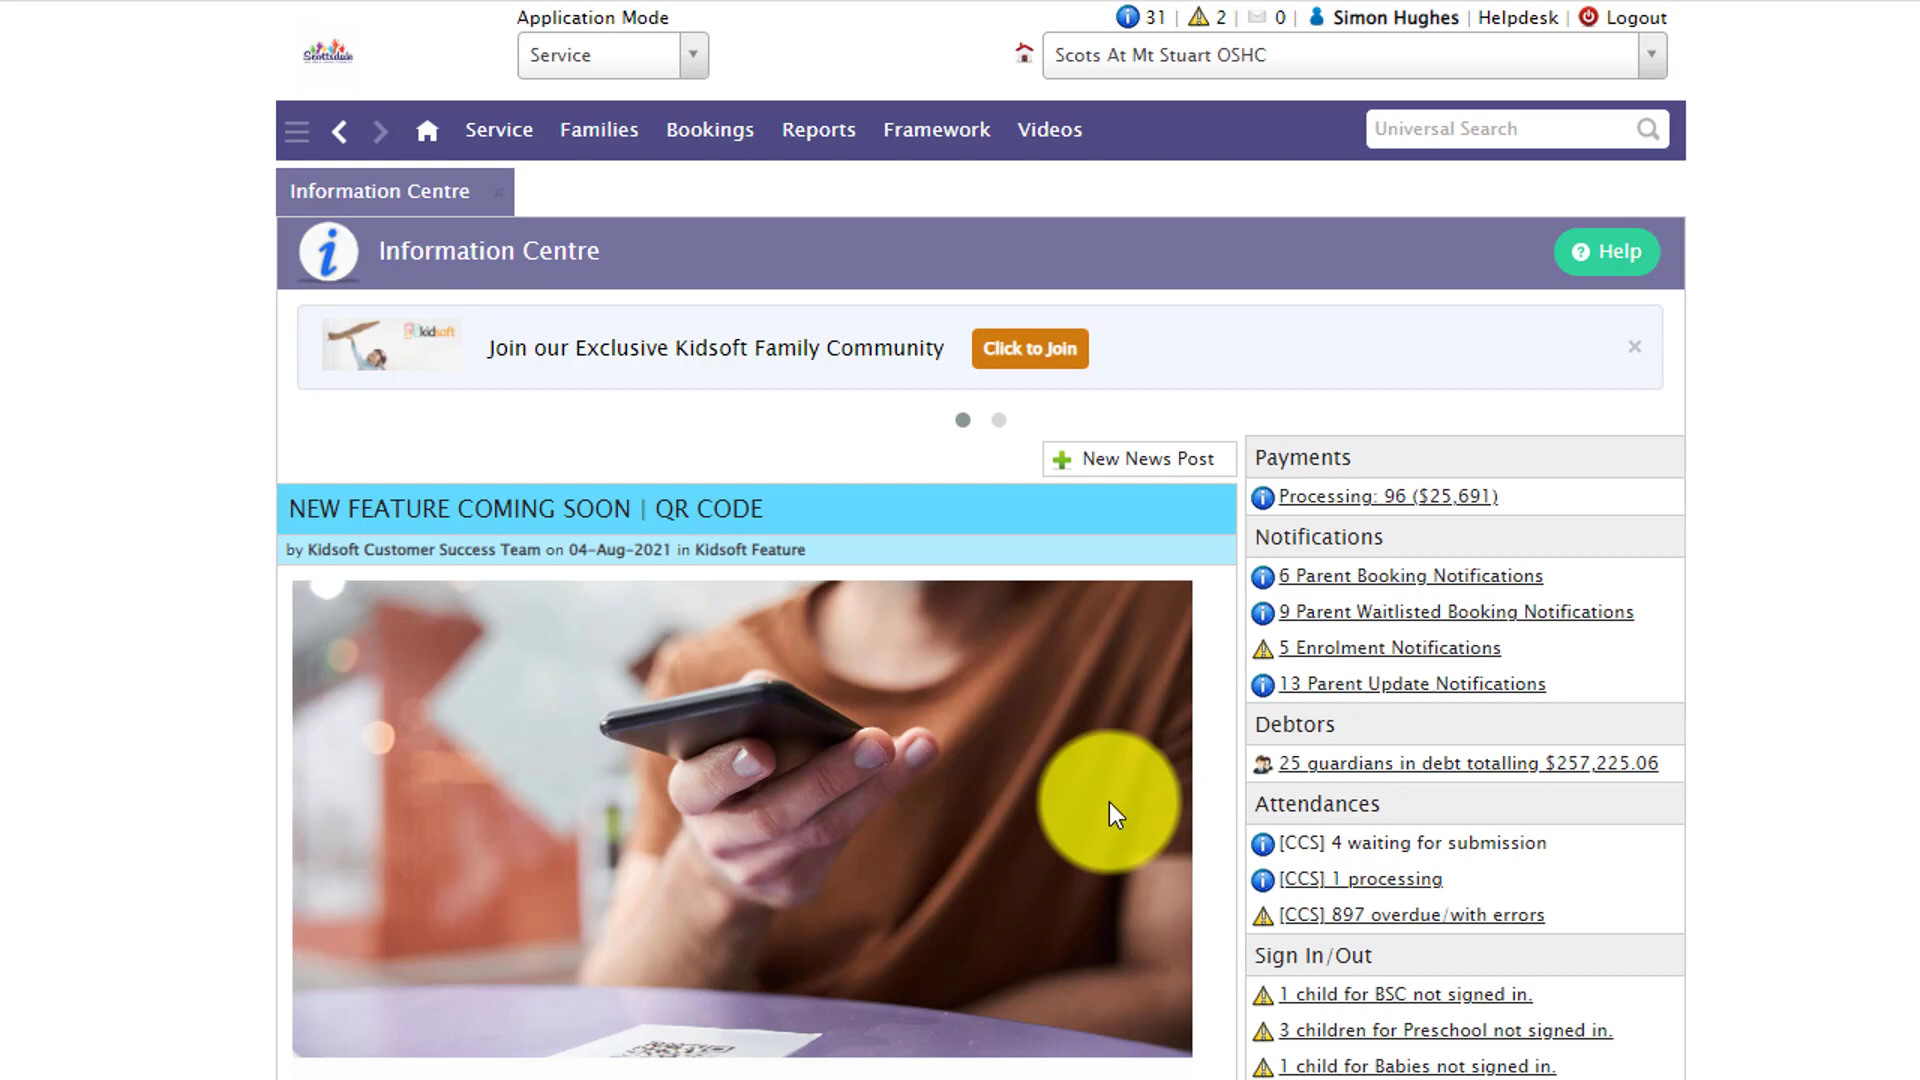 Application Mode
31 | 2 | 0 | Simon Hughes | Helpdesk | Logout
Scottsdale
Service
Scots At Mt Stuart OSHC
Service Families Bookings Reports Framework Videos
Universal Search
Information Centre
Information Centre
Help
kidsoft
Join our Exclusive Kidsoft Family Community
Click to Join
New News Post
NEW FEATURE COMING SOON | QR CODE
by Kidsoft Customer Success Team on 04-Aug-2021 in Kidsoft Feature
Payments
Processing: 96 ($25,691)
Notifications
6 Parent Booking Notifications
9 Parent Waitlisted Booking Notifications
5 Enrolment Notifications
13 Parent Update Notifications
Debtors
25 guardians in debt totalling $257,225.06
Attendances
[CCS] 4 waiting for submission
[CCS] 1 processing
[CCS] 897 overdue/with errors
Sign In/Out
1 child for BSC not signed in.
3 children for Preschool not signed in.
1 child for Babies not signed in.